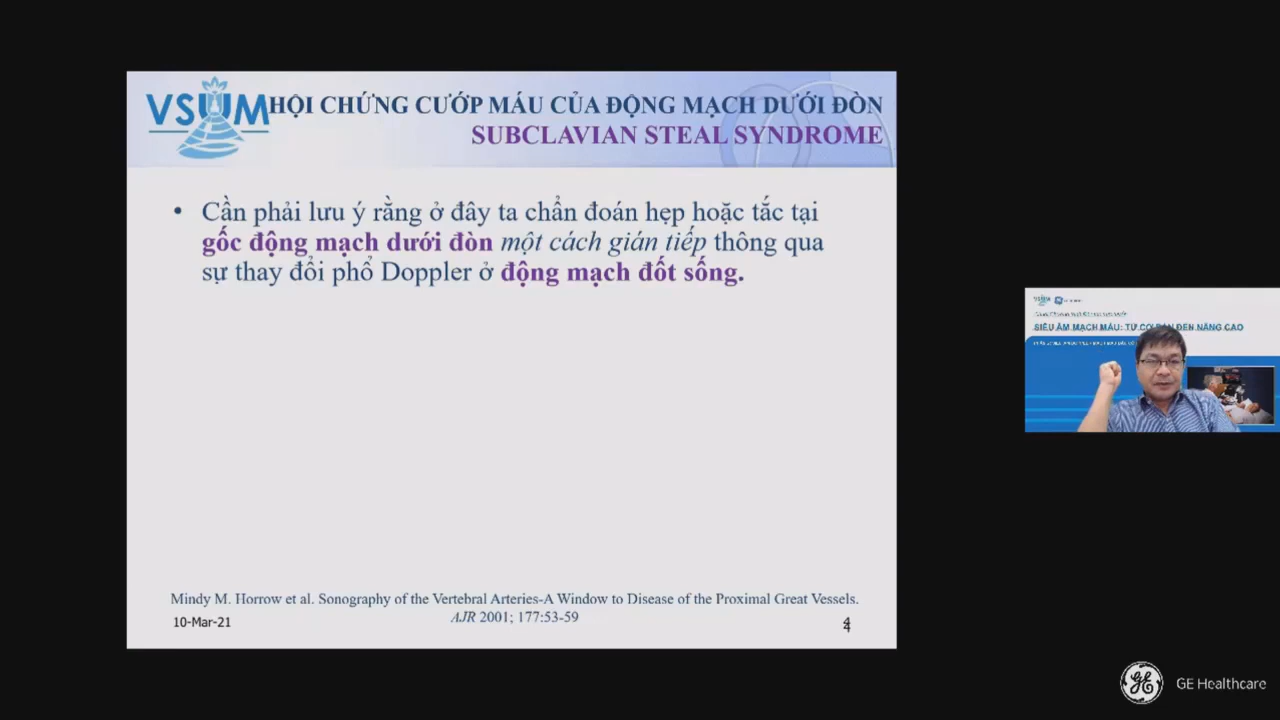 VSUM
HỘI CHỨNG CƯỚP MÁU CỦA ĐỘNG MẠCH DƯỚI ĐÒN
SUBCLAVIAN STEAL SYNDROME
• Cần phải lưu ý rằng ở đây ta chẩn đoán hẹp hoặc tắc tại
gốc động mạch dưới đòn một cách gián tiếp thông qua
sự thay đổi phổ Doppler ở động mạch đốt sống.
Mindy M. Horrow et al. Sonography of the Vertebral Arteries-A Window to Disease of the Proximal Great Vessels.
AJR 2001; 177:53-59
10-Mar-21
4
SIÊU ÂM MẠCH MÁU: TỪ CƠ BẢN ĐẾN NÂNG CAO
GE Healthcare